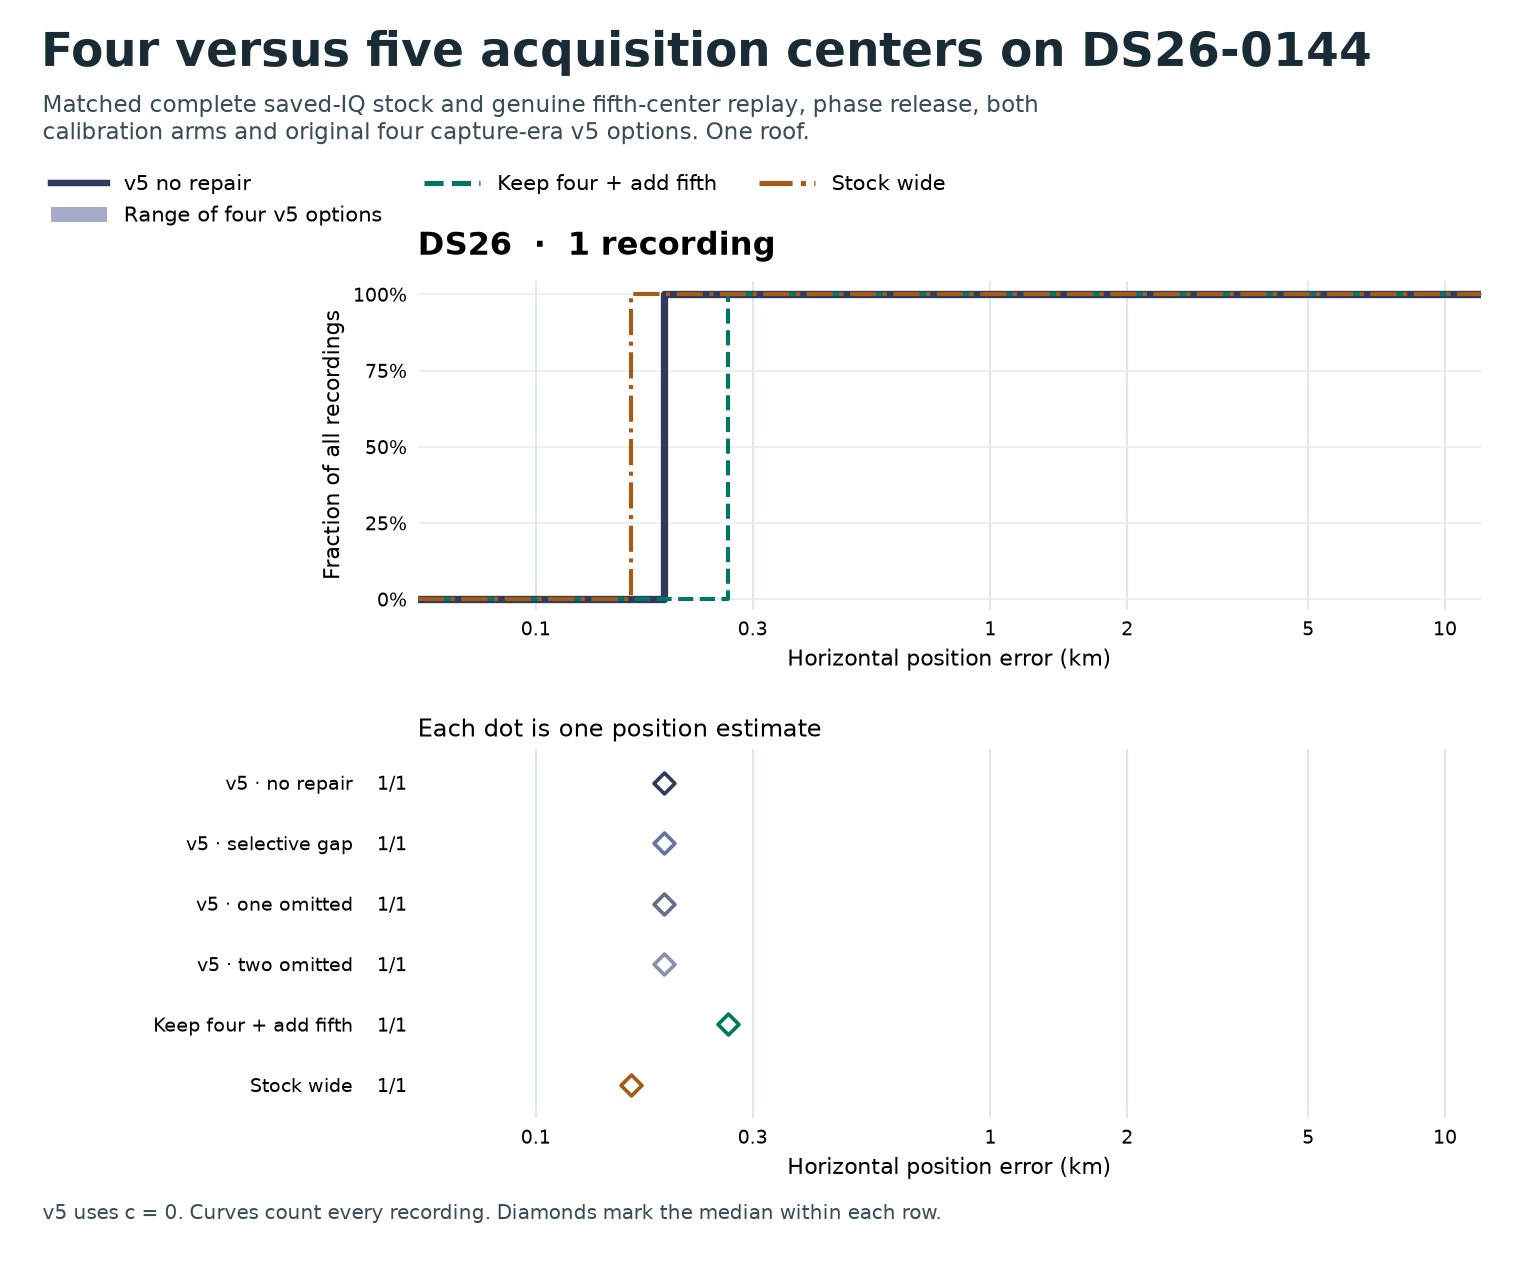 Four versus five acquisition centers on DS26-0144
Matched complete saved-IQ stock and genuine fifth-center replay, phase release, both
calibration arms and original four capture-era v5 options. One roof.
v5 no repair
Keep four + add fifth
Stock wide
Range of four v5 options
DS26 · 1 recording
Fraction of all recordings
100%
75%
50%
25%
0%
0.1 0.3 1 2 5 10
Horizontal position error (km)
Each dot is one position estimate
v5 · no repair 1/1
v5 · selective gap 1/1
v5 · one omitted 1/1
v5 · two omitted 1/1
Keep four + add fifth 1/1
Stock wide 1/1
0.1 0.3 1 2 5 10
Horizontal position error (km)
v5 uses c = 0. Curves count every recording. Diamonds mark the median within each row.